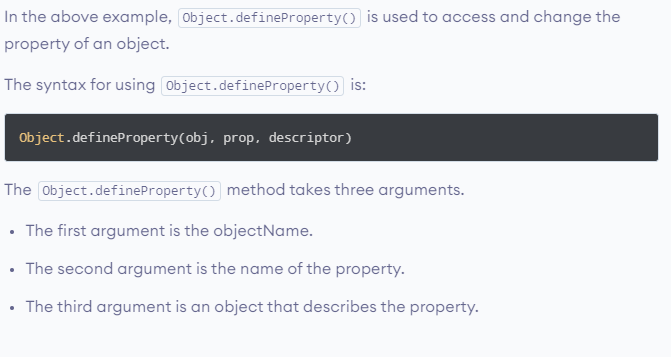 In the above example, Object.defineProperty() is used to access and change the
property of an object.
The syntax for using Object.defineProperty() is:
Object.defineProperty(obj, prop, descriptor)
The Object.defineProperty() method takes three arguments.
• The first argument is the objectName.
• The second argument is the name of the property.
• The third argument is an object that describes the property.